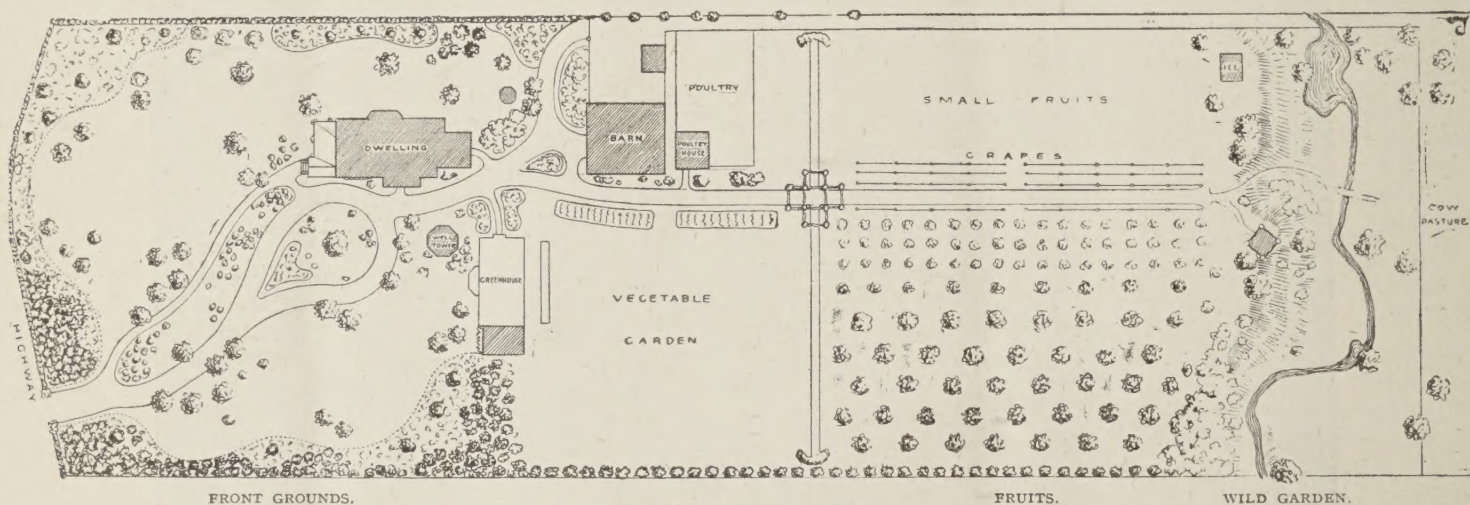 POULTRY
SMALL FRUITS
DWELLING
BARN
POULTRY
HOUSE
GRAPES
COW
PASTURE
WELL
TOWER
GREENHOUSE
VEGETABLE
GARDEN
HIGHWAY
FRONT GROUNDS.
FRUITS.
WILD GARDEN.